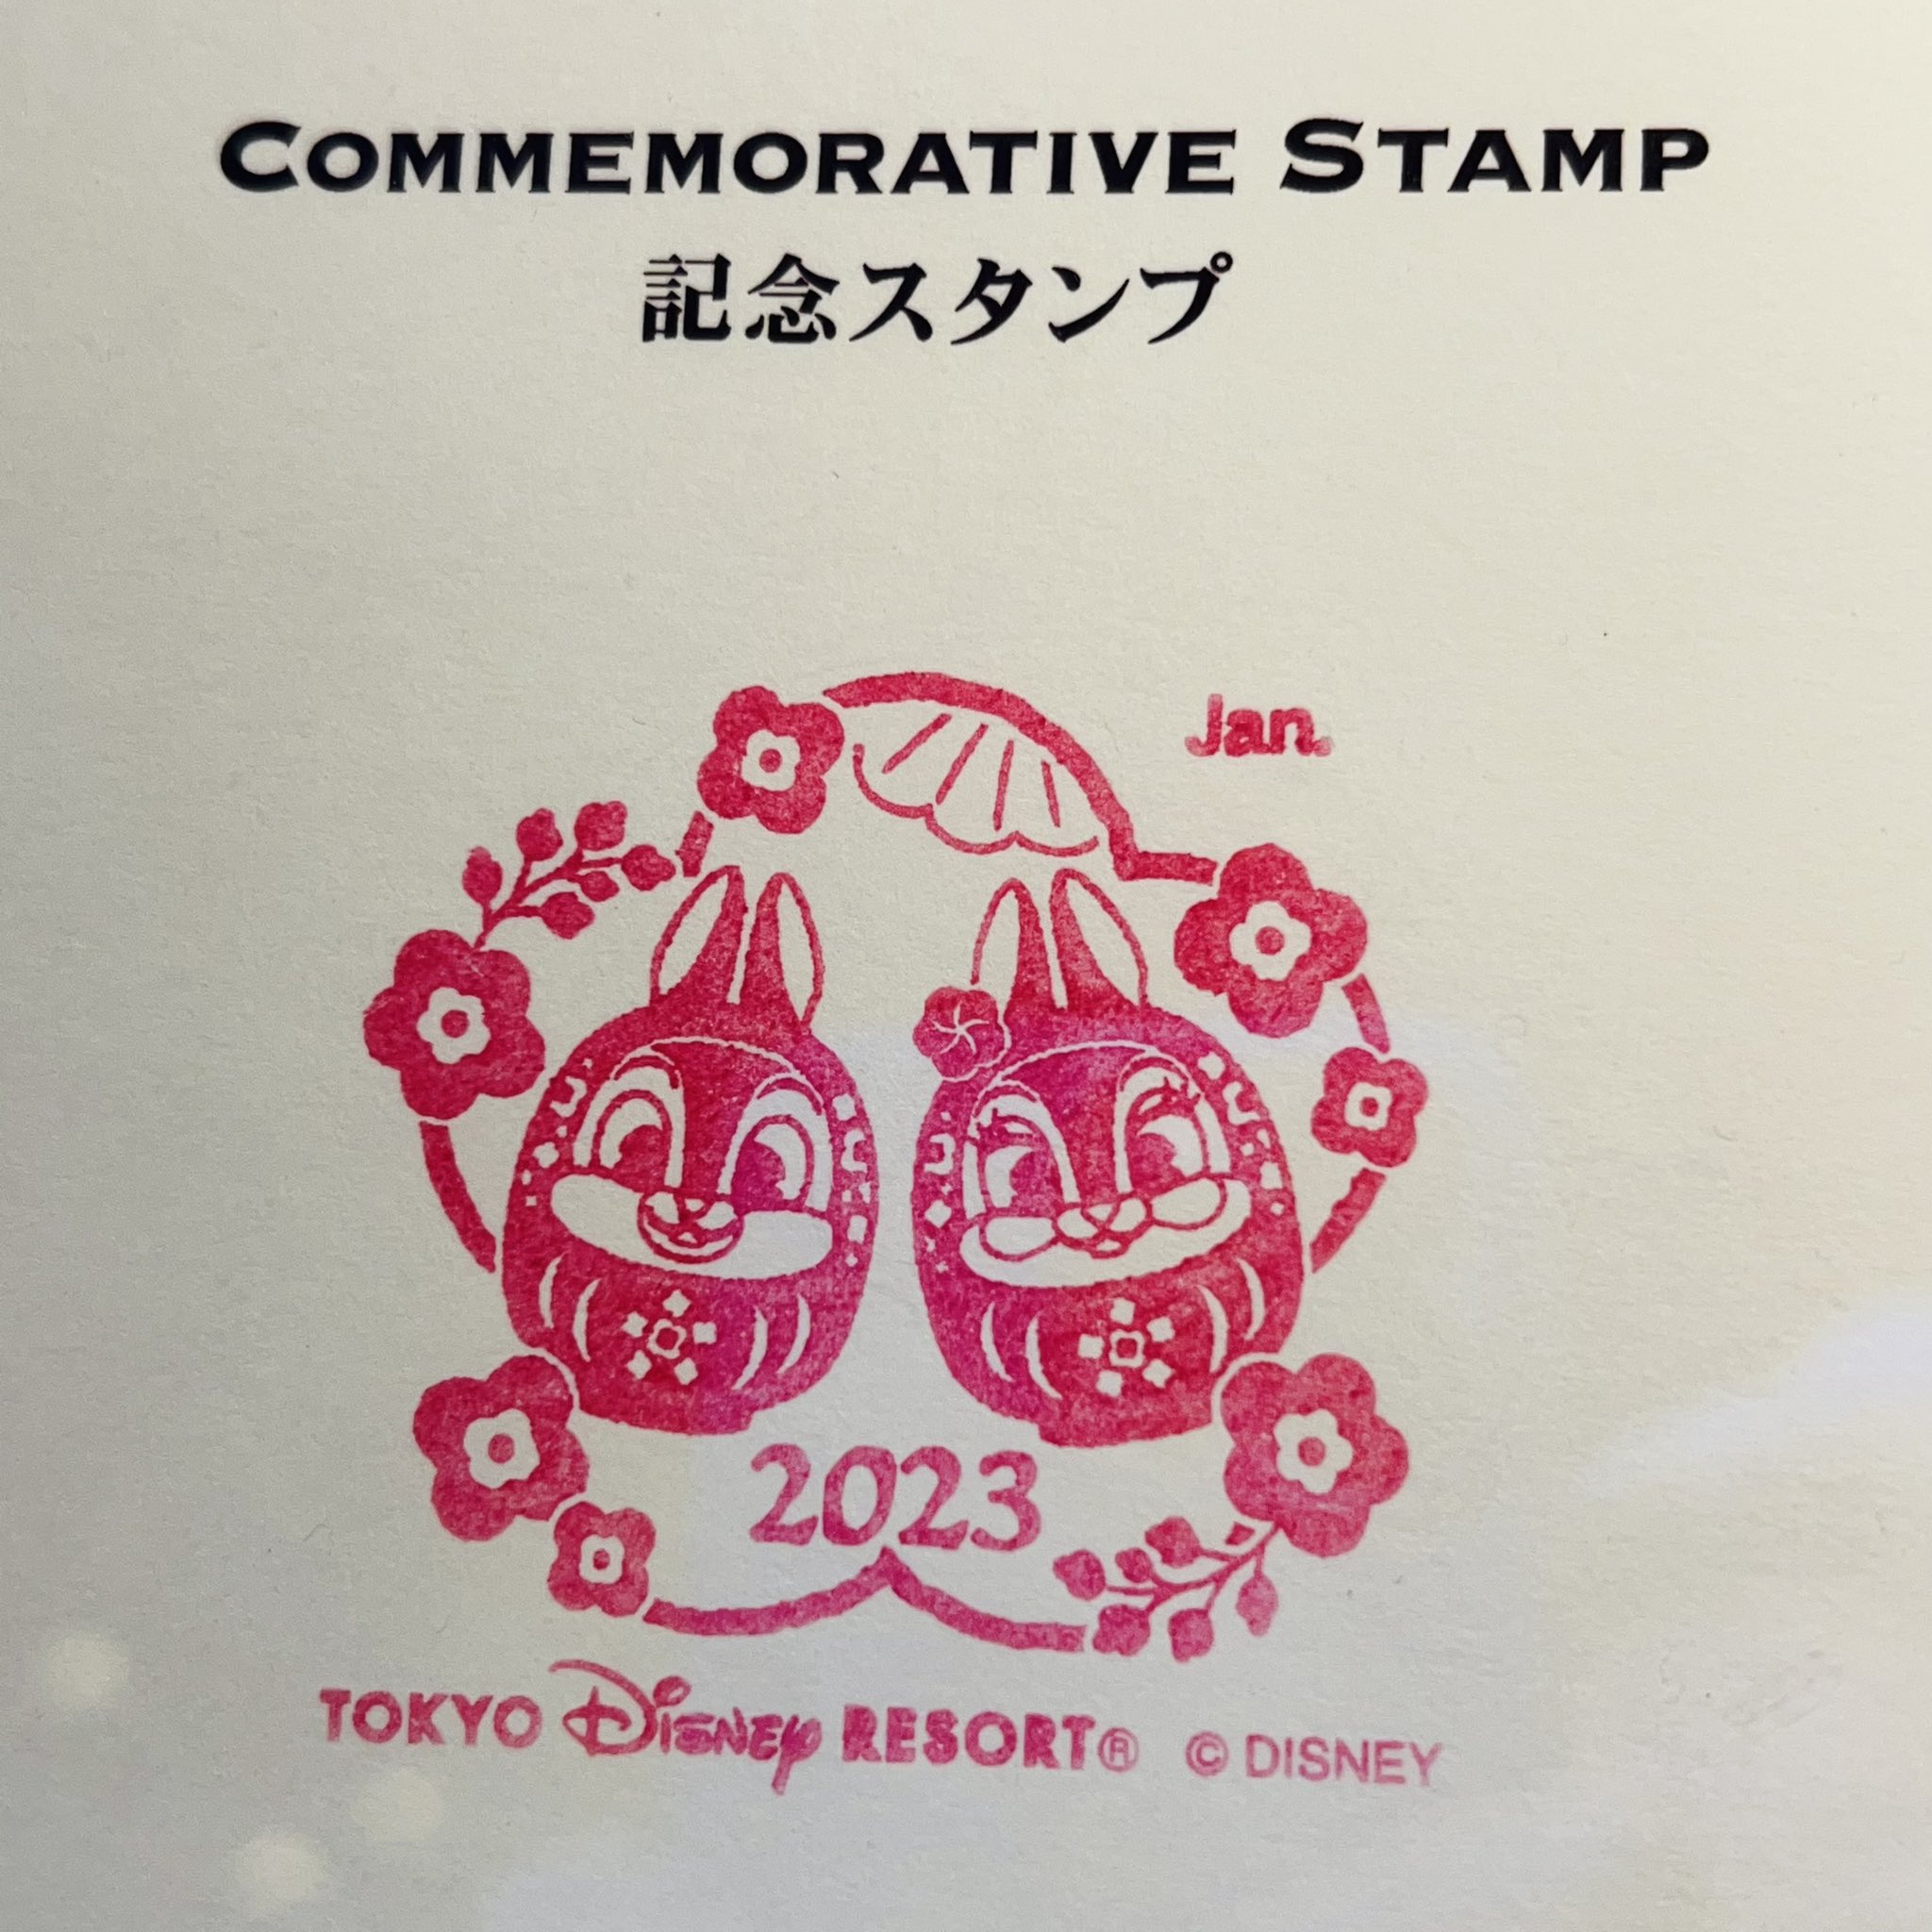 COMMEMORATIVE STAMP
記念スタンプ
Jan.
2023
TOKYO Disney RESORT® © DISNEY